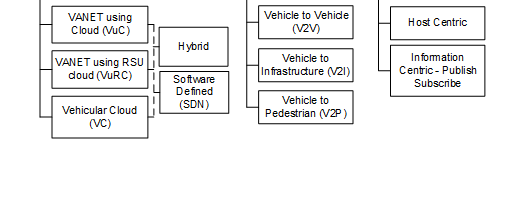 VANET using
Cloud (VuC)
VANET using RSU
cloud (VuRC)
Vehicular Cloud
(VC)
Hybrid
Software
Defined
(SDN)
Vehicle to Vehicle
(V2V)
Vehicle to
Infrastructure (V2I)
Vehicle to
Pedestrian (V2P)
Host Centric
Information
Centric - Publish
Subscribe